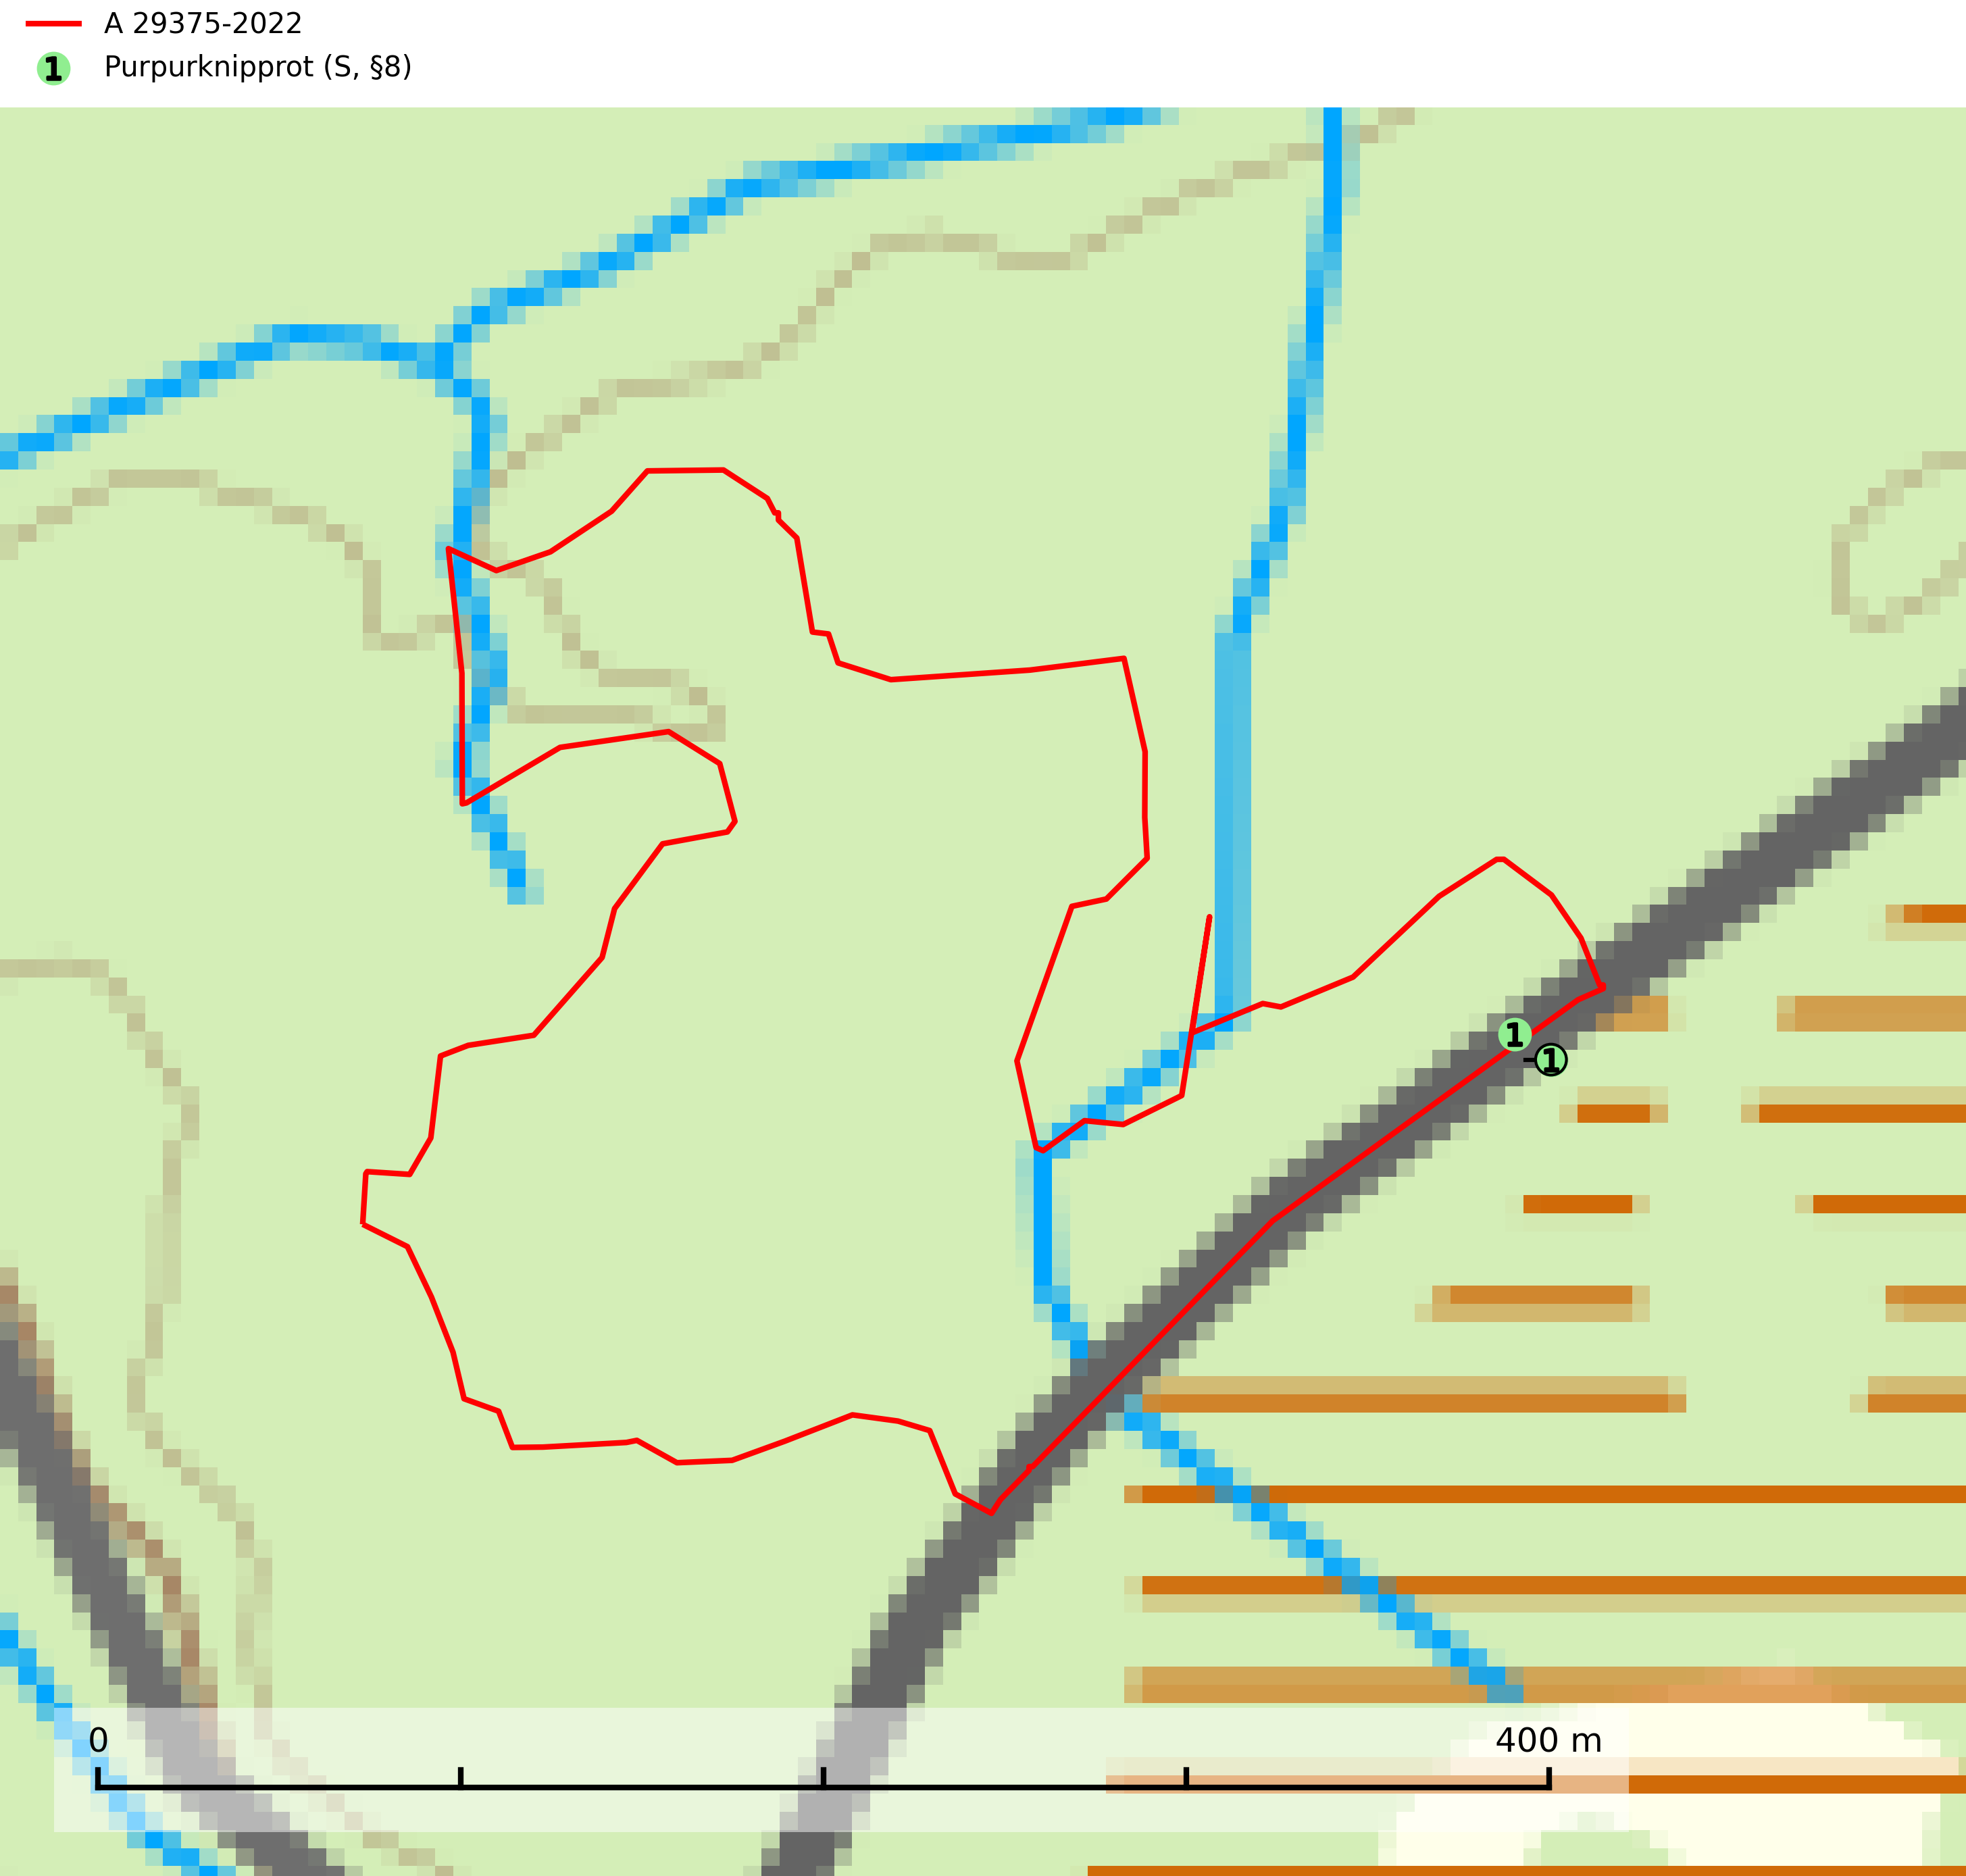 A 29375-2022
1 Purpurknipprot (S, §8)
1
1
0 400 m